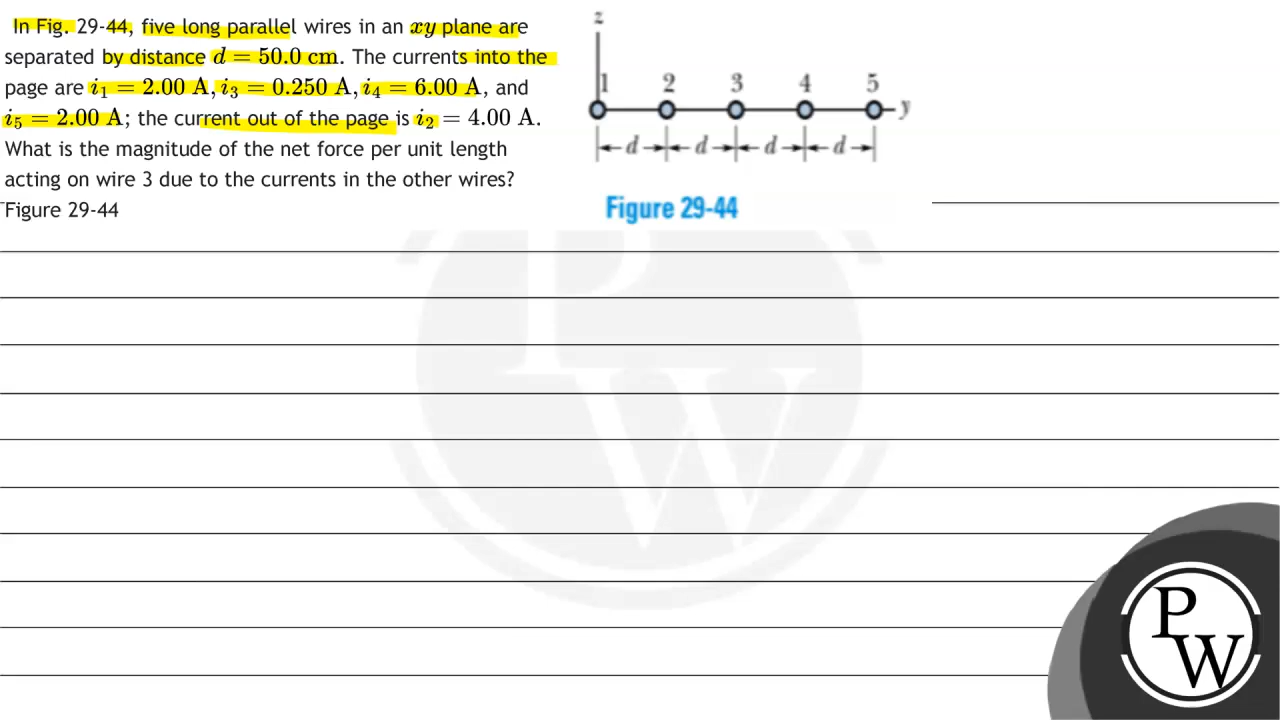 In Fig. 29-44, five long parallel wires in an xy plane are
separated by distance d = 50.0 cm. The currents into the
page are i₁ = 2.00 A, i₃ = 0.250 A, i₄ = 6.00 A, and
i₅ = 2.00 A; the current out of the page is i₂ = 4.00 A.
What is the magnitude of the net force per unit length
acting on wire 3 due to the currents in the other wires?
Figure 29-44
z
1 2 3 4 5
y
d d d d
Figure 29-44
PW
PW